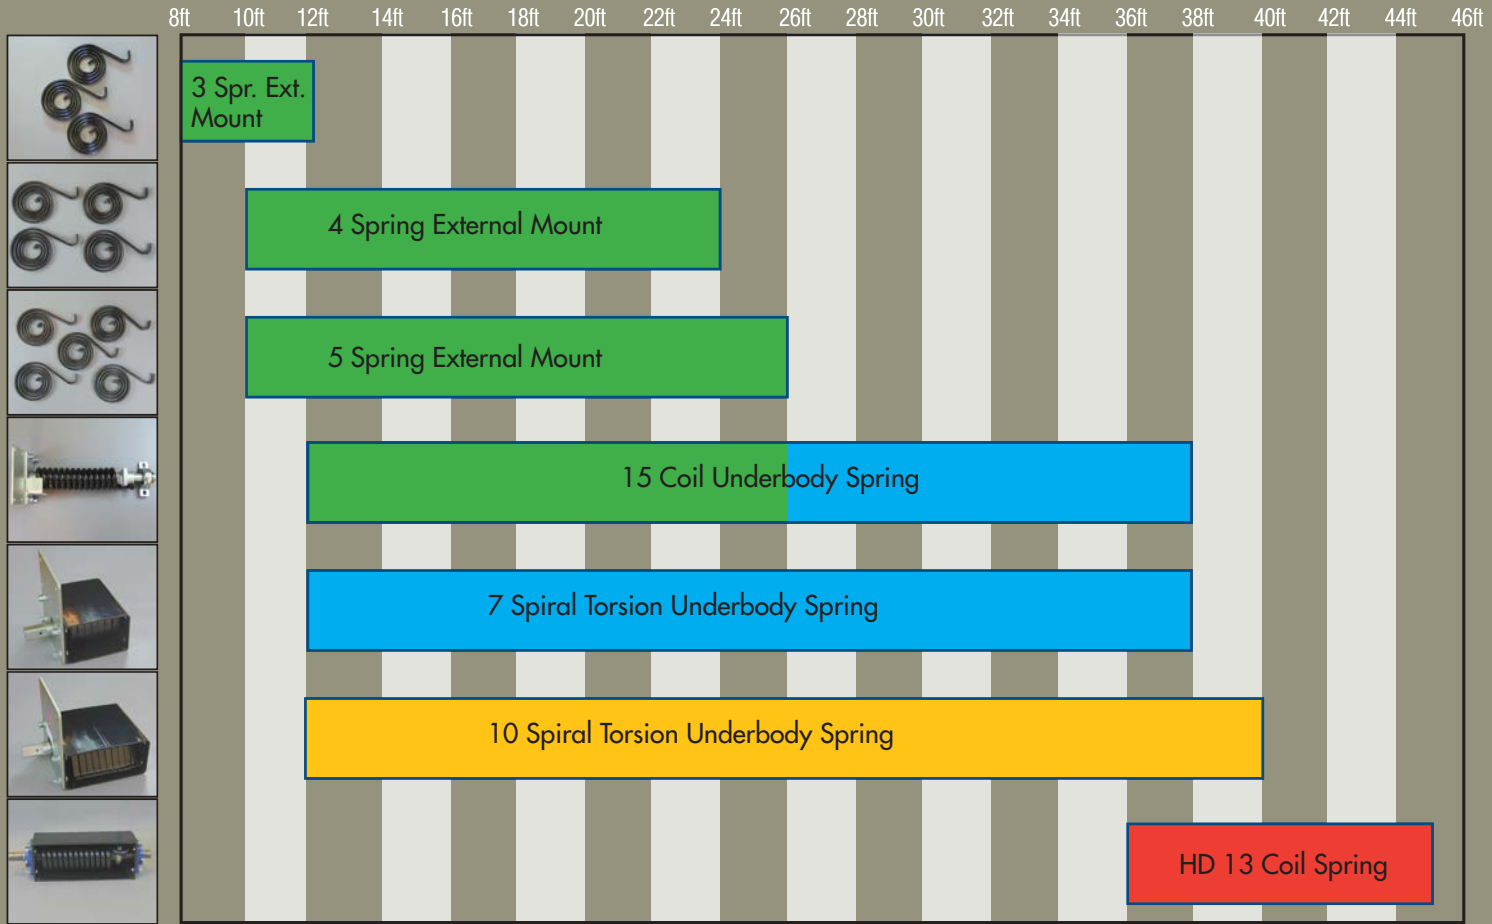 8ft 10ft 12ft 14ft 16ft 18ft 20ft 22ft 24ft 26ft 28ft 30ft 32ft 34ft 36ft 38ft 40ft 42ft 44ft 46ft
3 Spr. Ext.
Mount
4 Spring External Mount
5 Spring External Mount
15 Coil Underbody Spring
7 Spiral Torsion Underbody Spring
10 Spiral Torsion Underbody Spring
HD 13 Coil Spring